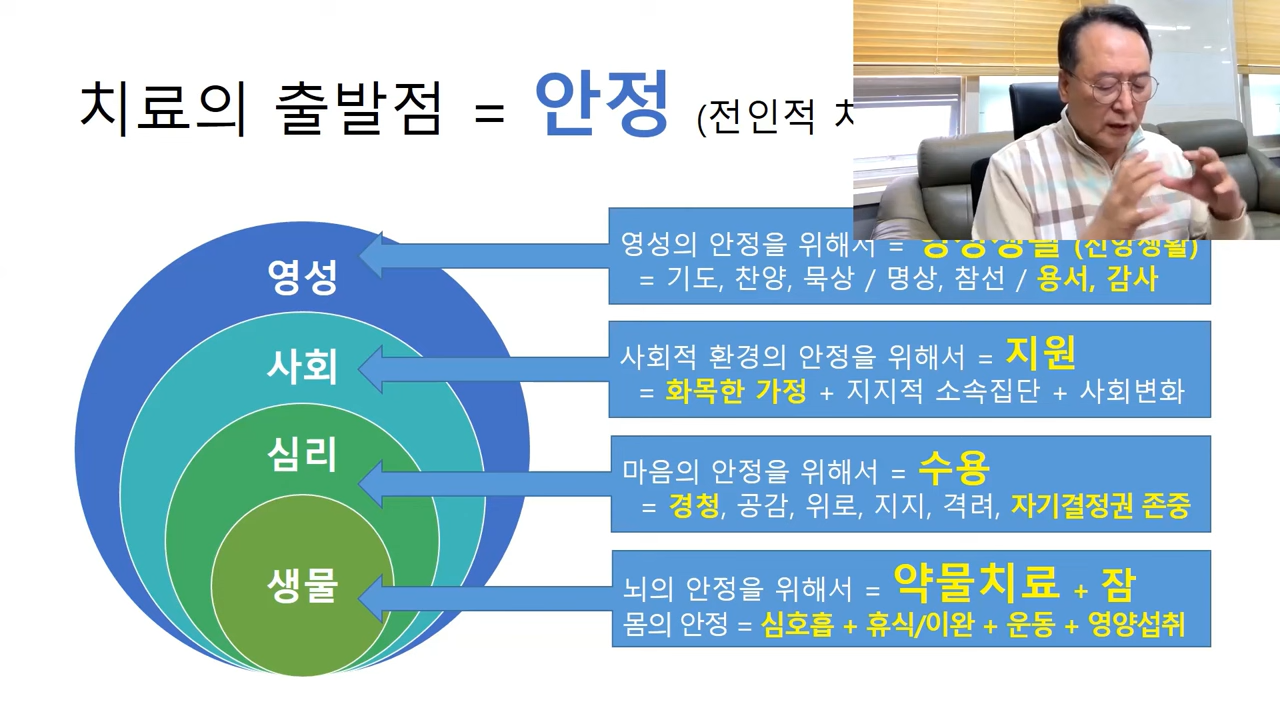 치료의 출발점 = 안정 (전인적
영성
사회
심리
생물
영성의 안정을 위해서 = (신앙생활)
= 기도, 찬양, 묵상 / 명상, 참선 / 용서, 감사
사회적 환경의 안정을 위해서 = 지원
= 화목한 가정 + 지지적 소속집단 + 사회변화
마음의 안정을 위해서 = 수용
= 경청, 공감, 위로, 지지, 격려, 자기결정권 존중
뇌의 안정을 위해서 = 약물치료 + 잠
몸의 안정 = 심호흡 + 휴식/이완 + 운동 + 영양섭취